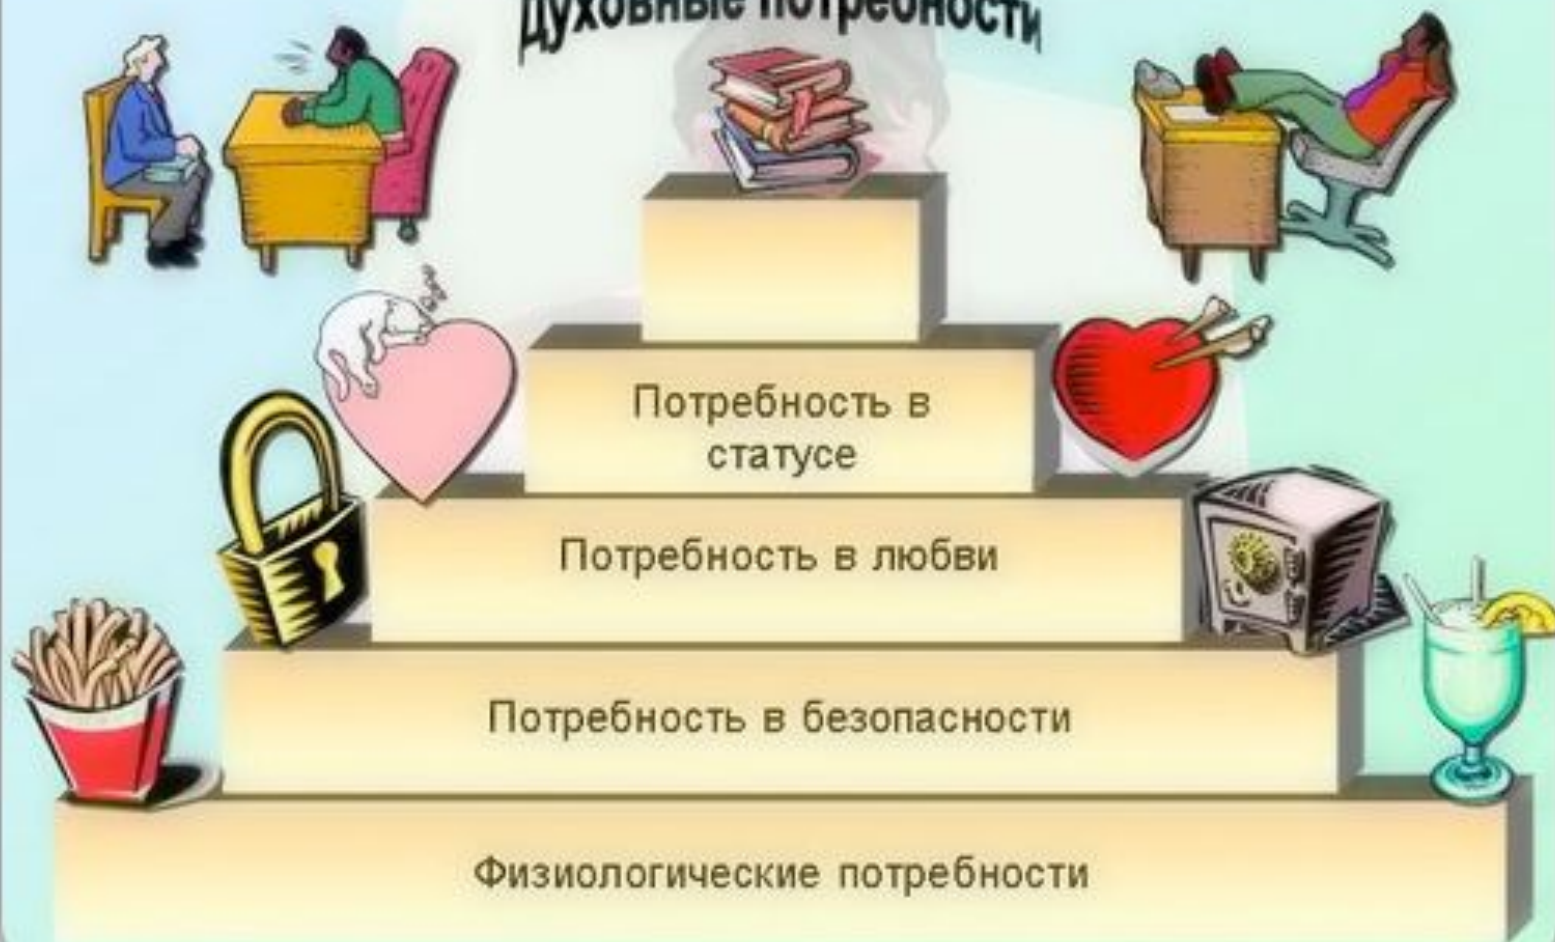 Духовные потребности
Потребность в
статусе
Потребность в любви
Потребность в безопасности
Физиологические потребности